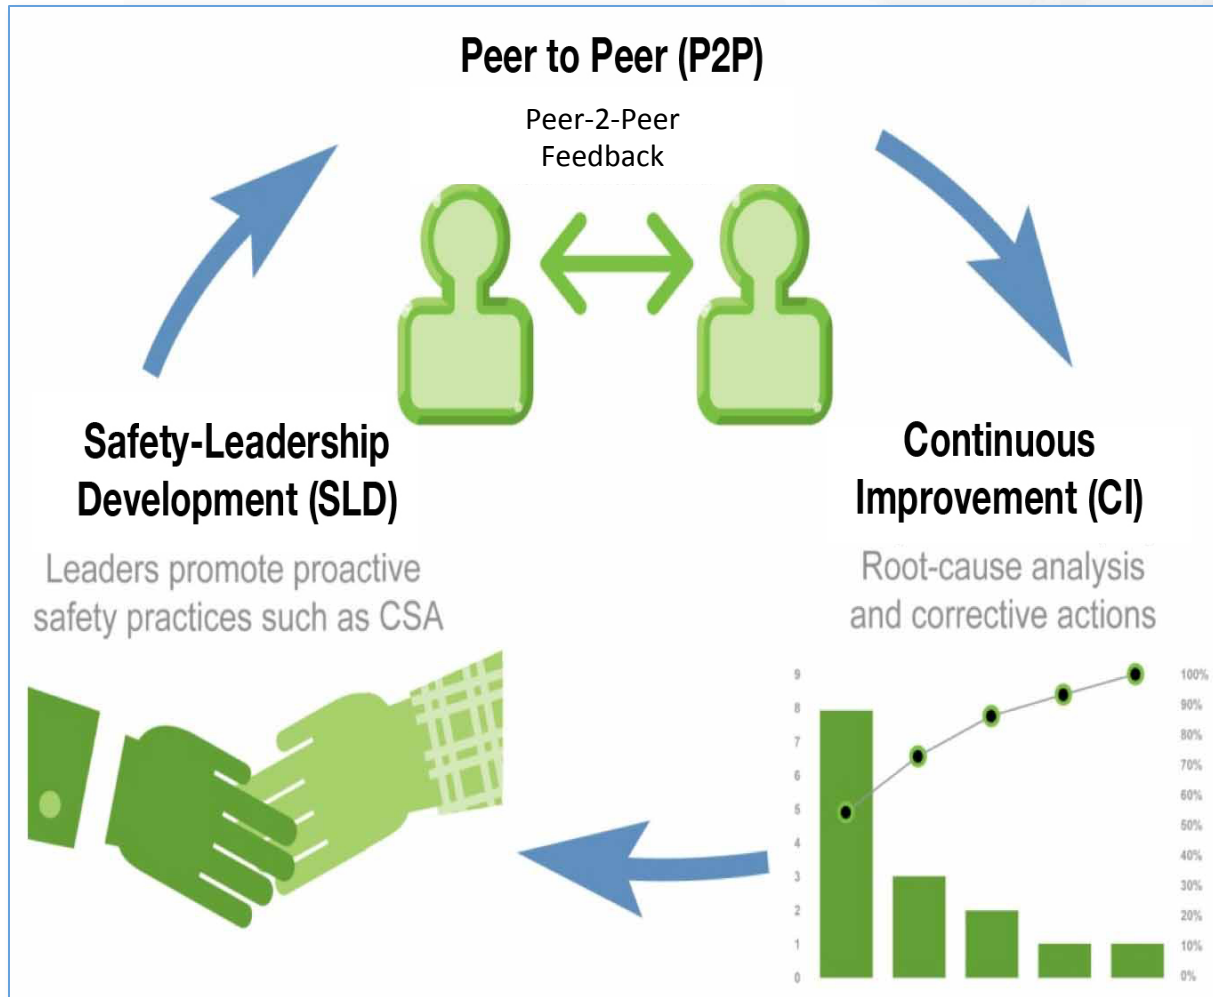 Peer to Peer (P2P)
Peer-2-Peer
Feedback
Safety-Leadership
Development (SLD)
Leaders promote proactive
safety practices such as CSA
Continuous
Improvement (CI)
Root-cause analysis
and corrective actions
9
8
7
6
5
4
3
2
1
0
100%
90%
80%
70%
60%
50%
40%
30%
20%
10%
0%